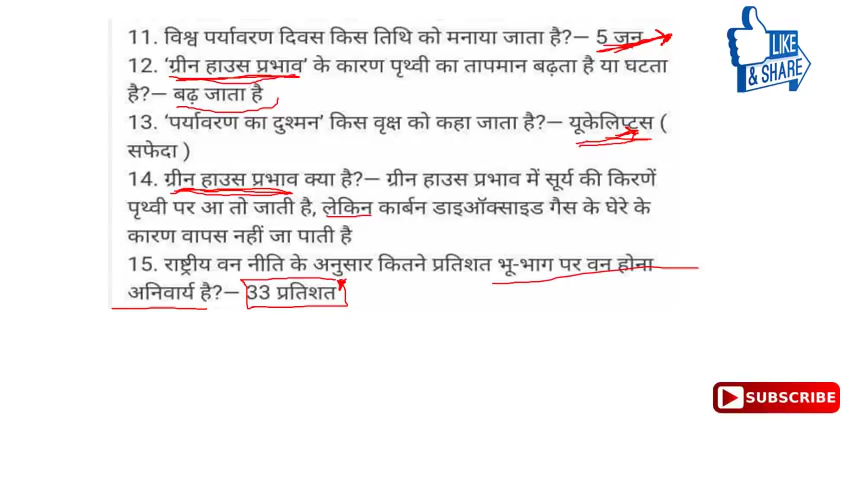 11. विश्व पर्यावरण दिवस किस तिथि को मनाया जाता है?— 5 जून
12. ‘ग्रीन हाउस प्रभाव’ के कारण पृथ्वी का तापमान बढ़ता है या घटता
है?— बढ़ जाता है
13. ‘पर्यावरण का दुश्मन’ किस वृक्ष को कहा जाता है?— यूकेलिप्टस (
सफेदा )
14. ग्रीन हाउस प्रभाव क्या है?— ग्रीन हाउस प्रभाव में सूर्य की किरणें
पृथ्वी पर आ तो जाती है, लेकिन कार्बन डाइऑक्साइड गैस के घेरे के
कारण वापस नहीं जा पाती है
15. राष्ट्रीय वन नीति के अनुसार कितने प्रतिशत भू-भाग पर वन होना
अनिवार्य है?— 33 प्रतिशत
LIKE
& SHARE
SUBSCRIBE